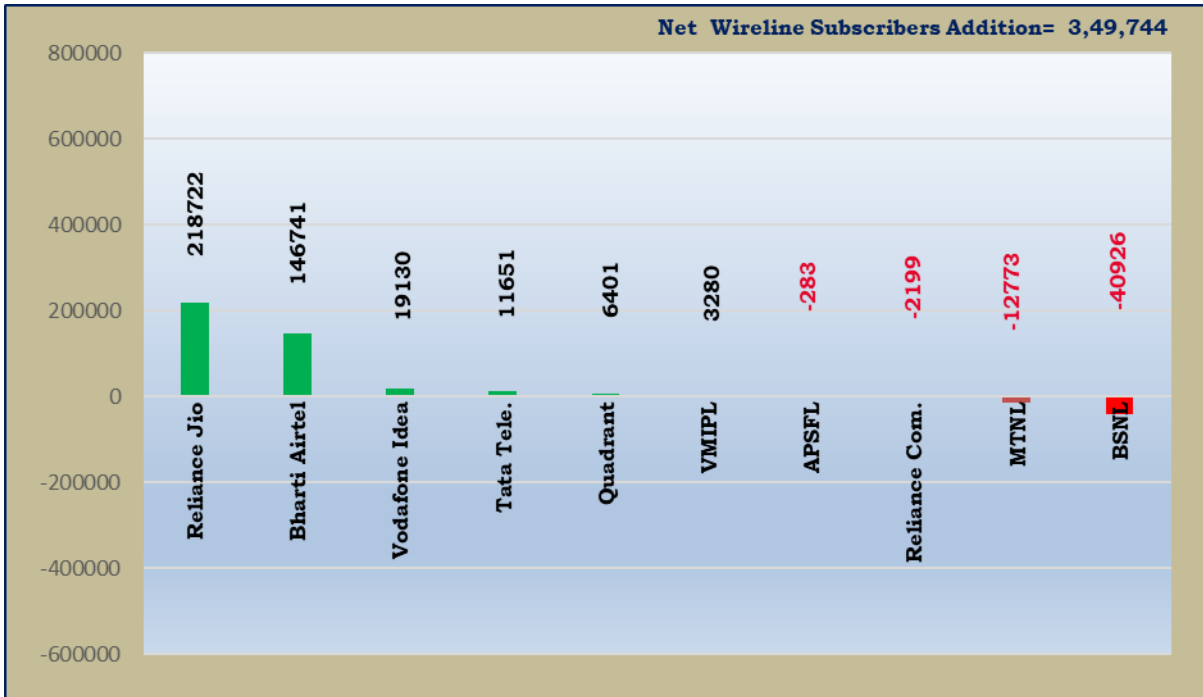 Net Wireline Subscribers Addition= 3,49,744
800000
600000
400000
200000
0
-200000
-400000
-600000
218722
146741
19130
11651
6401
3280
-283
-2199
-12773
-40926
Reliance Jio
Bharti Airtel
Vodafone Idea
Tata Tele.
Quadrant
VMIPL
APSFL
Reliance Com.
MTNL
BSNL